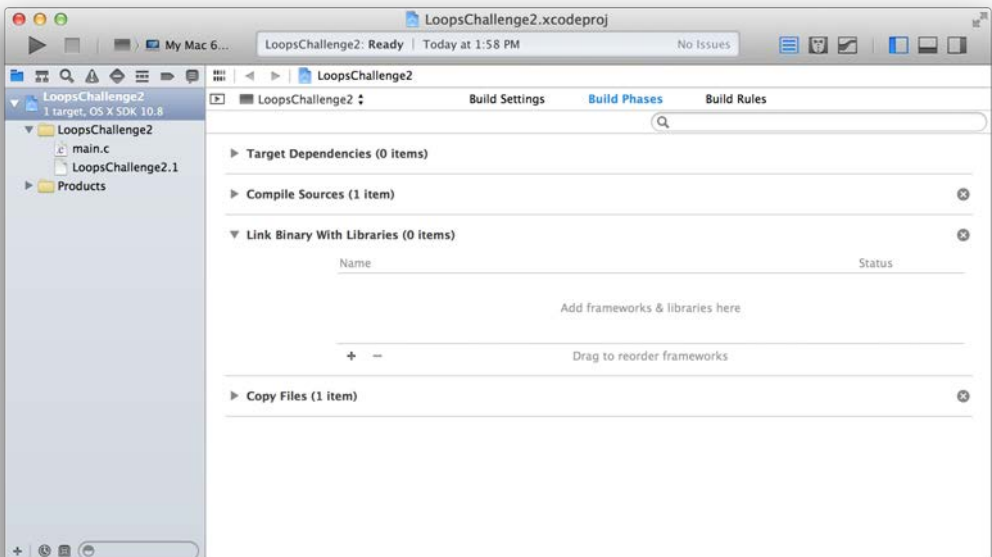 LoopsChallenge2.xcodeproj
My Mac 6...
LoopsChallenge2: Ready | Today at 1:58 PM
No Issues
LoopsChallenge2
LoopsChallenge2
1 target, OS X SDK 10.8
LoopsChallenge2
Build Settings
Build Phases
Build Rules
LoopsChallenge2
main.c
LoopsChallenge2.1
Products
Target Dependencies (0 items)
Compile Sources (1 item)
Link Binary With Libraries (0 items)
Name
Status
Add frameworks & libraries here
Drag to reorder frameworks
Copy Files (1 item)